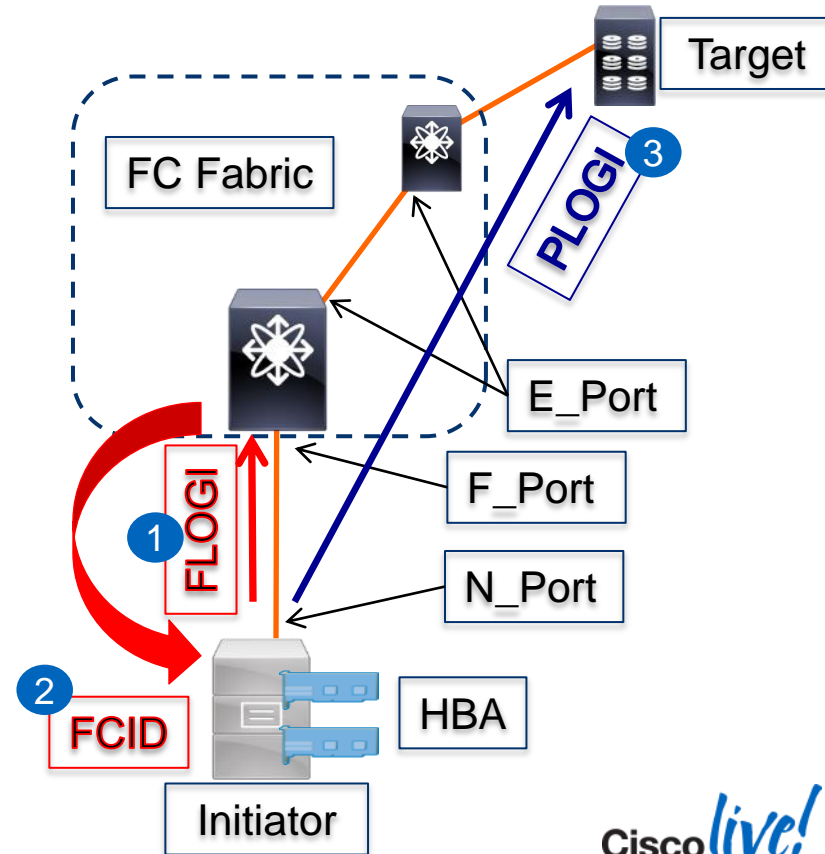 Target
FC Fabric
3
PLOGI
E_Port
F_Port
1
FLOGI
N_Port
2
FCID
HBA
Initiator
Cisco live!